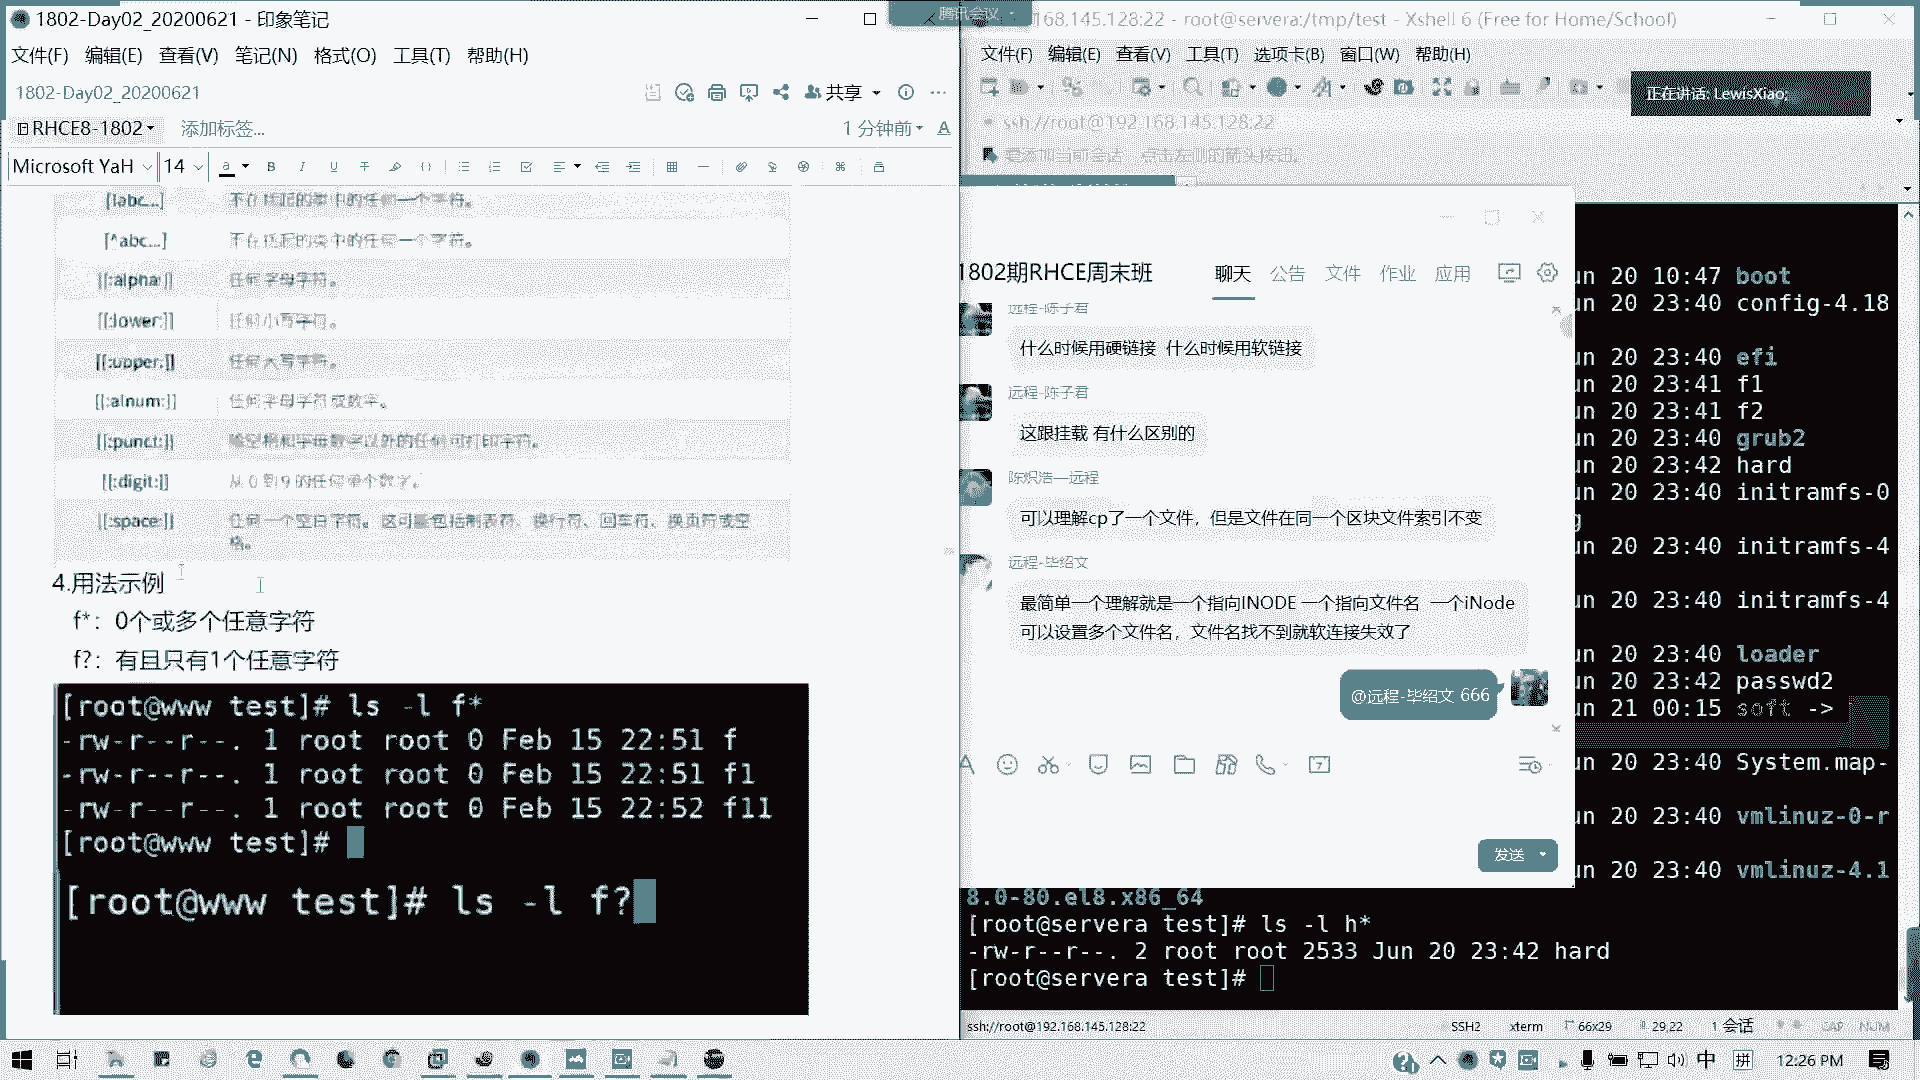 1802-Day02_20200621 - 印象笔记
文件(F) 编辑(E) 查看(V) 笔记(N) 格式(O) 工具(T) 帮助(H)
1802-Day02_20200621
共享
RHCE8-1802
添加标签...
1 分钟前
Microsoft YaH 14
[!abc...] 不在括起的类中的任何一个字符。
[^abc...] 不在括起的类中的任何一个字符。
[[:alpha:]] 任何字母字符。
[[:lower:]] 任何小写字符。
[[:upper:]] 任何大写字符。
[[:alnum:]] 任何字母字符或数字。
[[:punct:]] 除空格和字母数字以外的任何可打印字符。
[[:digit:]] 从 0 到 9 的任何单个数字。
[[:space:]] 任何一个空白字符。这可能包括制表符、换行符、回车符、换页符或空
格。
4.用法示例
f*：0个或多个任意字符
f?：有且只有1个任意字符
[root@www test]# ls -l f*
-rw-r--r--. 1 root root 0 Feb 15 22:51 f
-rw-r--r--. 1 root root 0 Feb 15 22:51 f1
-rw-r--r--. 1 root root 0 Feb 15 22:52 f11
[root@www test]#
[root@www test]# ls -l f?
腾讯会议
168.145.128:22 - root@servera:/tmp/test - Xshell 6 (Free for Home/School)
文件(F) 编辑(E) 查看(V) 工具(T) 选项卡(B) 窗口(W) 帮助(H)
正在讲话: LewisXiao;
ssh://root@192.168.145.128:22
要添加当前会话，点击左侧的箭头按钮。
1802期RHCE周末班
聊天 公告 文件 作业 应用
远程-陈子君
什么时候用硬链接 什么时候用软链接
远程-陈子君
这跟挂载 有什么区别的
陈炽浩—远程
可以理解cp了一个文件，但是文件在同一个区块文件索引不变
远程-毕绍文
最简单一个理解就是一个指向INODE 一个指向文件名 一个iNode
可以设置多个文件名，文件名找不到就软连接失效了
@远程-毕绍文 666
发送
un 20 10:47 boot
un 20 23:40 config-4.18
un 20 23:40 efi
un 20 23:41 f1
un 20 23:41 f2
un 20 23:40 grub2
un 20 23:42 hard
un 20 23:40 initramfs-0
g
un 20 23:40 initramfs-4
un 20 23:40 initramfs-4
un 20 23:40 loader
un 20 23:42 passwd2
un 21 00:15 soft ->
un 20 23:40 System.map-
un 20 23:40 vmlinuz-0-r
un 20 23:40 vmlinuz-4.1
8.0-80.el8.x86_64
[root@servera test]# ls -l h*
-rw-r--r--. 2 root root 2533 Jun 20 23:42 hard
[root@servera test]#
ssh://root@192.168.145.128:22
SSH2 xterm 66x29 29,22 1 会话 CAP NUM
中 拼 12:26 PM